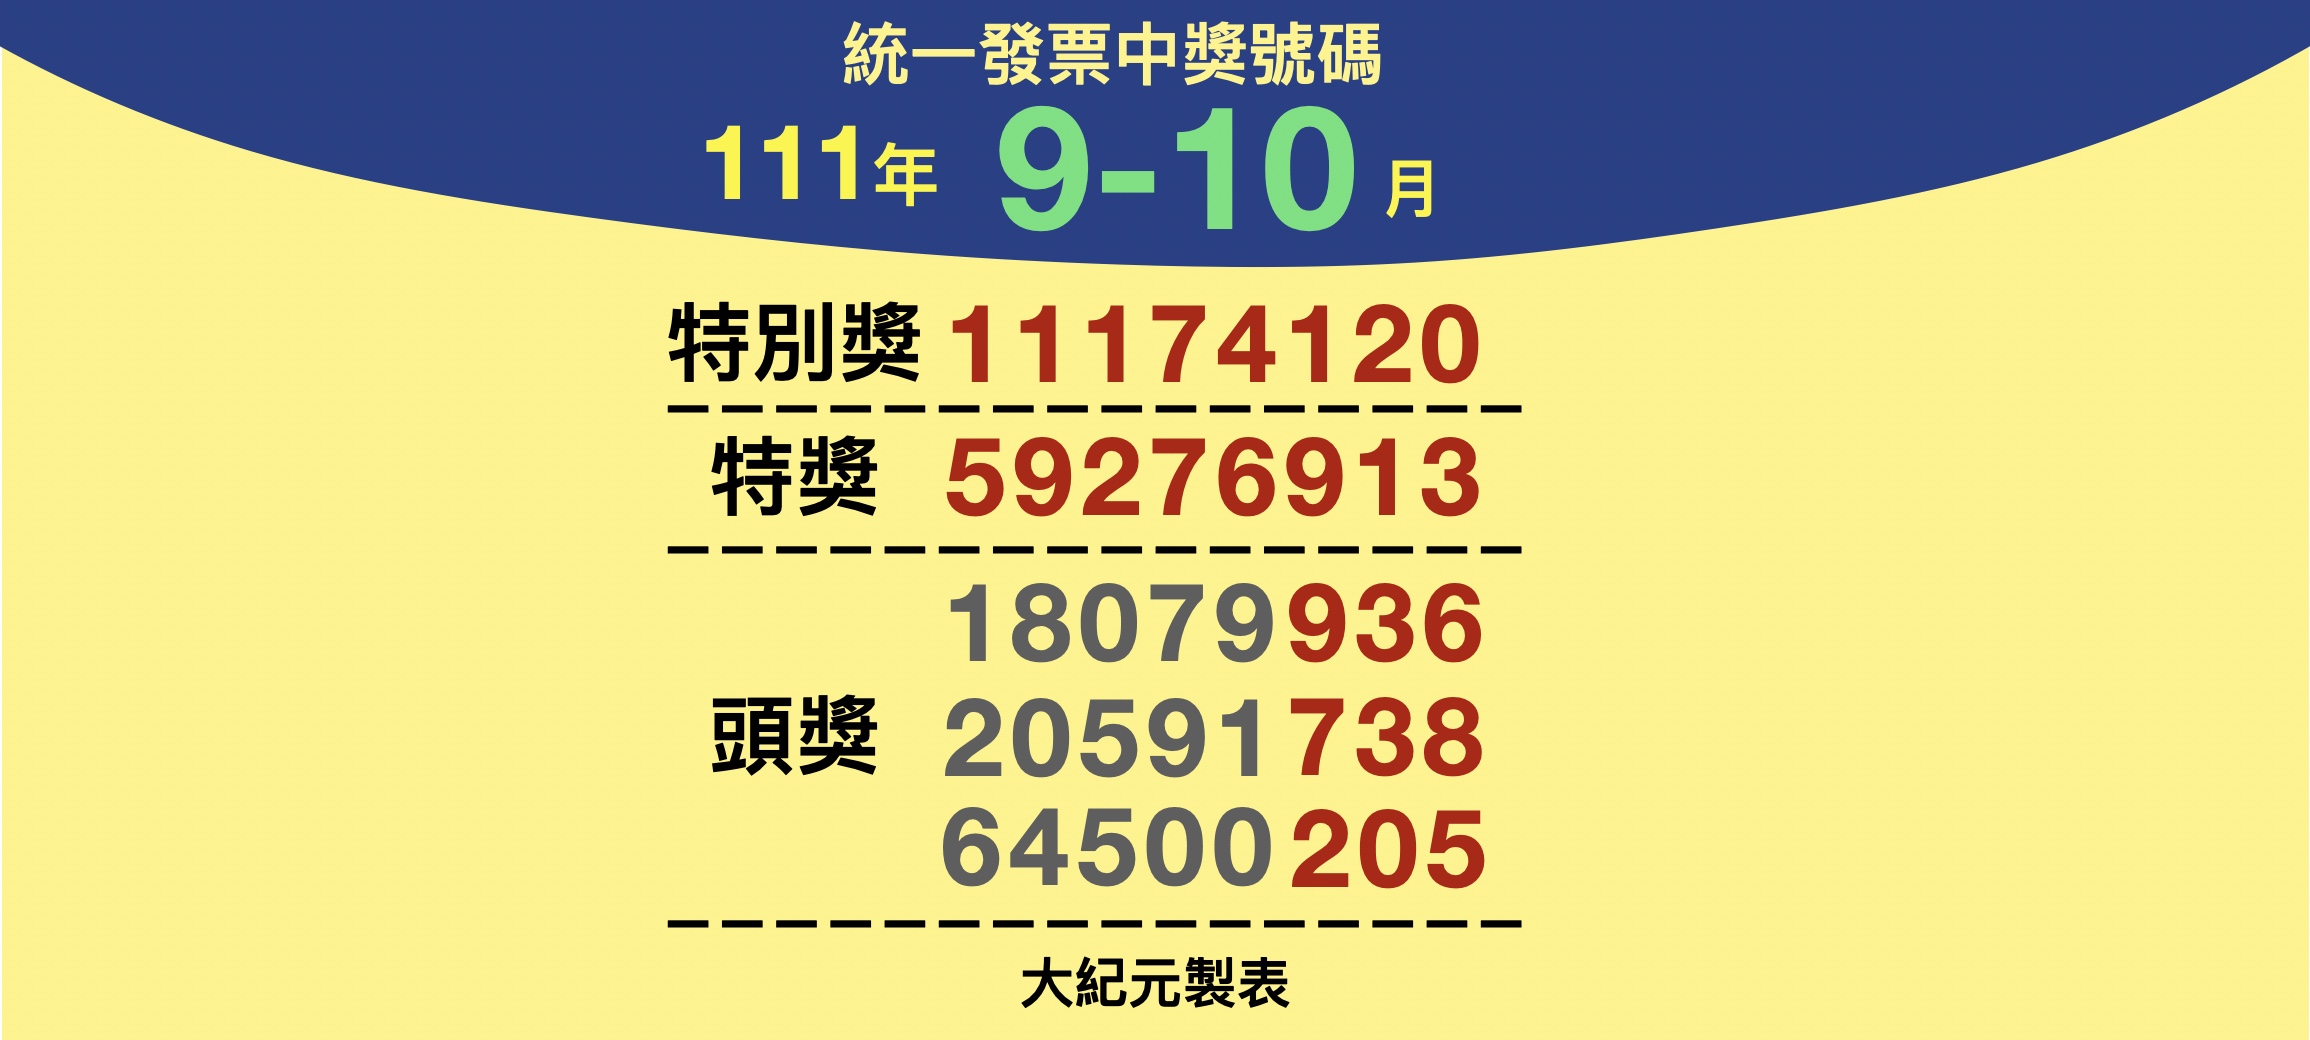 統一發票中獎號碼
111年 9-10月
特別獎 11174120
特獎 59276913
18079936
頭獎 20591738
64500205
大紀元製表